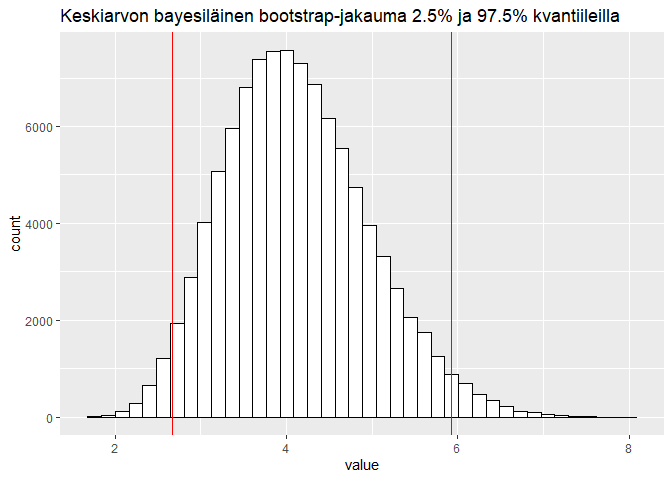 Keskiarvon bayesiläinen bootstrap-jakauma 2.5% ja 97.5% kvantiileilla
6000
4000
2000
0
count
2 4 6 8
value